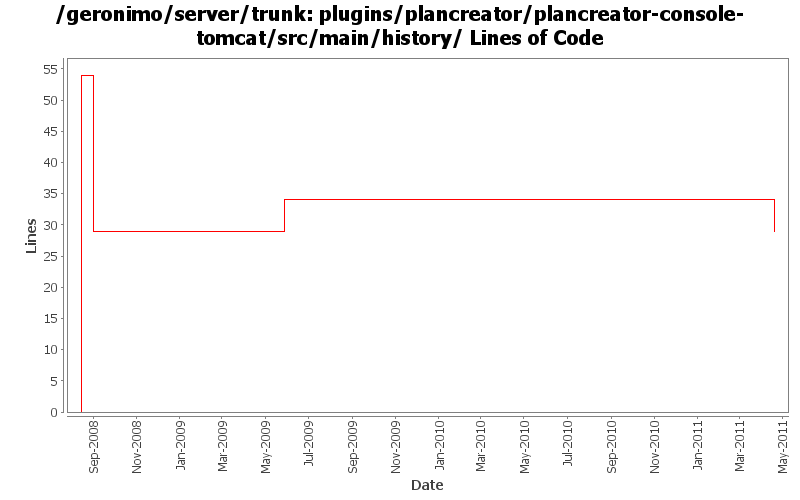 /geronimo/server/trunk: plugins/plancreator/plancreator-console-
tomcat/src/main/history/ Lines of Code
Lines
55
50
45
40
35
30
25
20
15
10
5
0
Sep-2008
Nov-2008
Jan-2009
Mar-2009
May-2009
Jul-2009
Sep-2009
Nov-2009
Jan-2010
Mar-2010
May-2010
Jul-2010
Sep-2010
Nov-2010
Jan-2011
Mar-2011
May-2011
Date